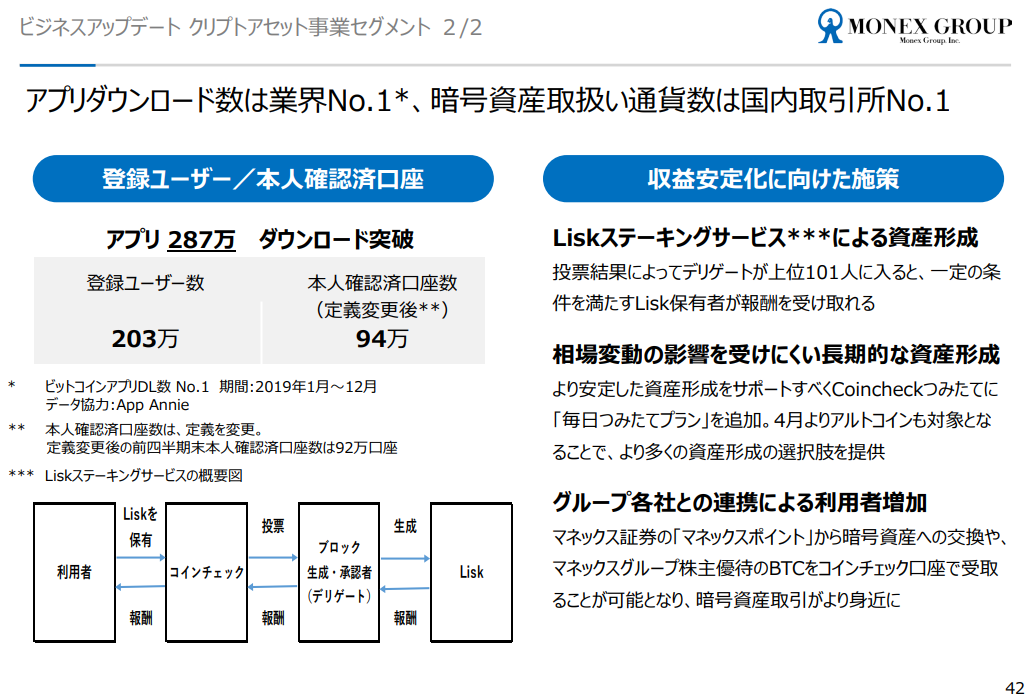 ビジネスアップデート クリプトアセット事業セグメント 2/2
MONEX GROUP
Monex Group, Inc.
アプリダウンロード数は業界No.1*、暗号資産取扱い通貨数は国内取引所No.1
登録ユーザー／本人確認済口座
アプリ 287万 ダウンロード突破
登録ユーザー数
203万
本人確認済口座数
（定義変更後**）
94万
* ビットコインアプリDL数 No.1 期間:2019年1月～12月
データ協力:App Annie
** 本人確認済口座数は、定義を変更。
定義変更後の前四半期末本人確認済口座数は92万口座
*** Liskステーキングサービスの概要図
利用者
Liskを
保有
報酬
コインチェック
投票
報酬
ブロック
生成・承認者
（デリゲート）
生成
報酬
Lisk
収益安定化に向けた施策
Liskステーキングサービス***による資産形成
投票結果によってデリゲートが上位101人に入ると、一定の条
件を満たすLisk保有者が報酬を受け取れる
相場変動の影響を受けにくい長期的な資産形成
より安定した資産形成をサポートすべくCoincheckつみたてに
「毎日つみたてプラン」を追加。4月よりアルトコインも対象とな
ることで、より多くの資産形成の選択肢を提供
グループ各社との連携による利用者増加
マネックス証券の「マネックスポイント」から暗号資産への交換や、
マネックスグループ株主優待のBTCをコインチェック口座で受取
ることが可能となり、暗号資産取引がより身近に
42